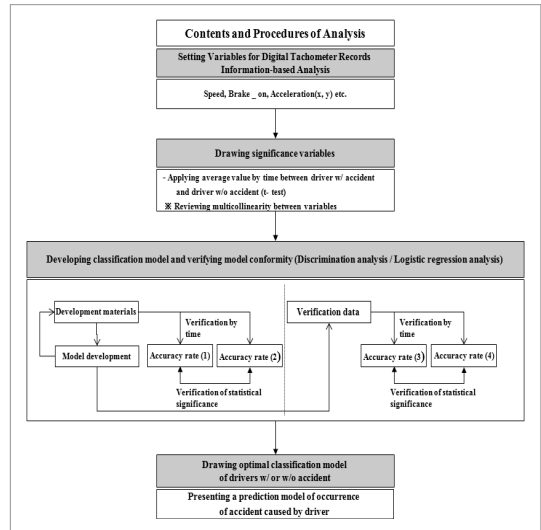 Contents and Procedures of Analysis
Setting Variables for Digital Tachometer Records
Information-based Analysis
Speed, Brake _ on, Acceleration(x, y) etc.
Drawing significance variables
- Applying average value by time between driver w/ accident
and driver w/o accident (t- test)
※ Reviewing multicollinearity between variables
Developing classification model and verifying model conformity (Discrimination analysis / Logistic regression analysis)
Development materials
Verification by
time
Model development
Accuracy rate (1)
Accuracy rate (2)
Verification of statistical
significance
Verification data
Verification by
time
Accuracy rate (3)
Accuracy rate (4)
Verification of statistical
significance
Drawing optimal classification model
of drivers w/ or w/o accident
Presenting a prediction model of occurrence
of accident caused by driver